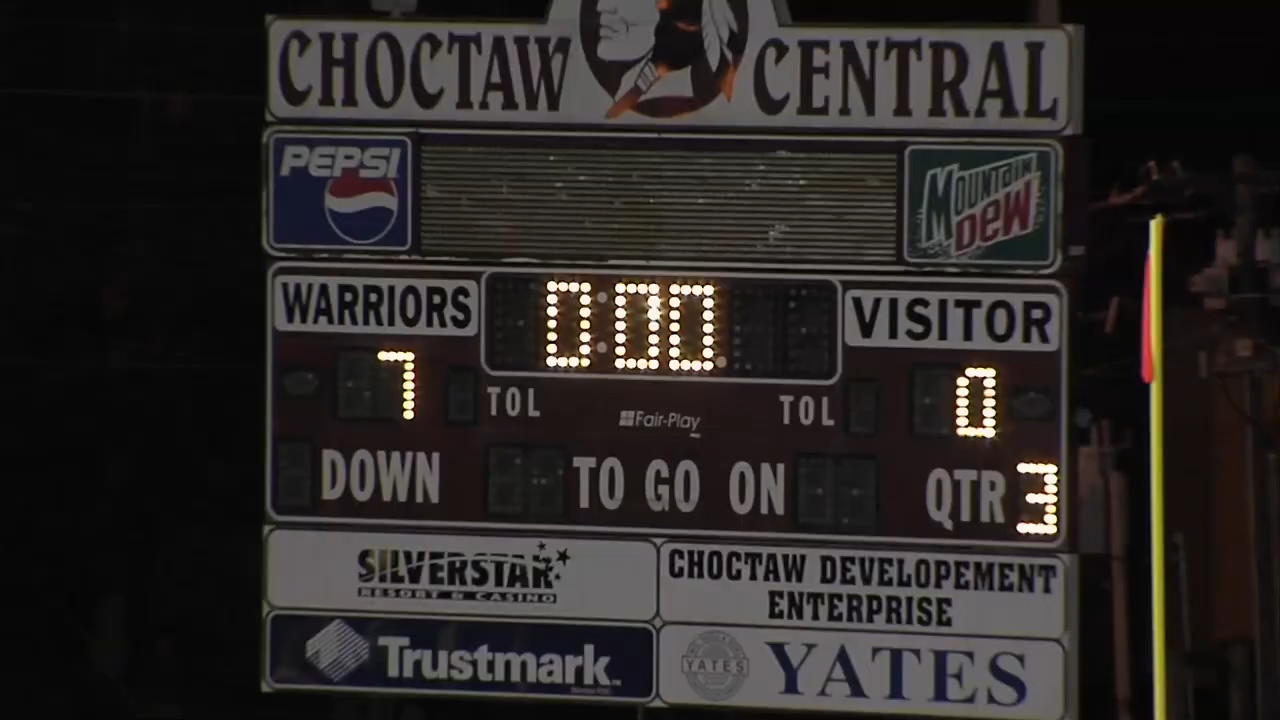 CHOCTAW CENTRAL
PEPSI
MOUNTAIN
DEW
WARRIORS
0:00
VISITOR
7
TOL
Fair-Play
TOL
0
DOWN
TO GO ON
QTR 3
SILVERSTAR
RESORT & CASINO
CHOCTAW DEVELOPEMENT
ENTERPRISE
Trustmark
YATES
YATES